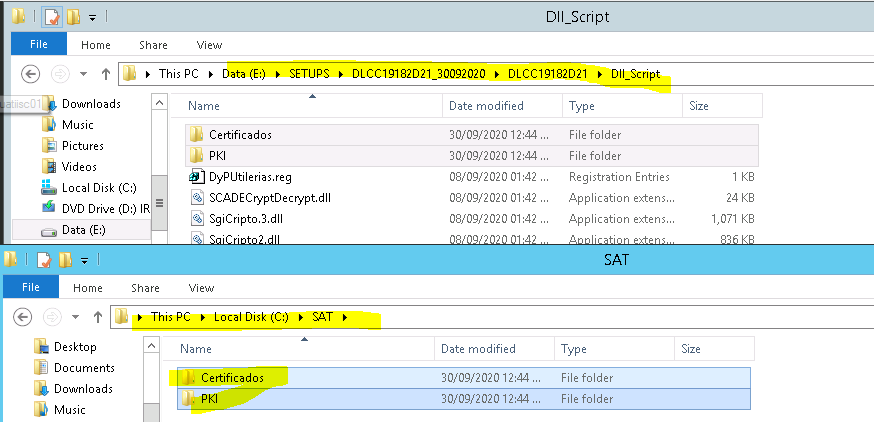 Dll_Script
File Home Share View
This PC Data (E:) SETUPS DLCC19182D21_30092020 DLCC19182D21 Dll_Script
uatiisc01
Downloads
Music
Pictures
Videos
Local Disk (C:)
DVD Drive (D:) IR
Data (E:)
Name Date modified Type Size
Certificados 30/09/2020 12:44 ... File folder
PKI 30/09/2020 12:44 ... File folder
DyPUtilerias.reg 08/09/2020 01:42 ... Registration Entries 1 KB
SCADECryptDecrypt.dll 08/09/2020 01:42 ... Application extens... 24 KB
SgiCripto.3.dll 08/09/2020 01:42 ... Application extens... 1,071 KB
SgiCripto2.dll 08/09/2020 01:42 ... Application extens... 836 KB
SAT
File Home Share View
This PC Local Disk (C:) SAT
Desktop
Documents
Downloads
Music
Name Date modified Type Size
Certificados 30/09/2020 12:44 ... File folder
PKI 30/09/2020 12:44 ... File folder